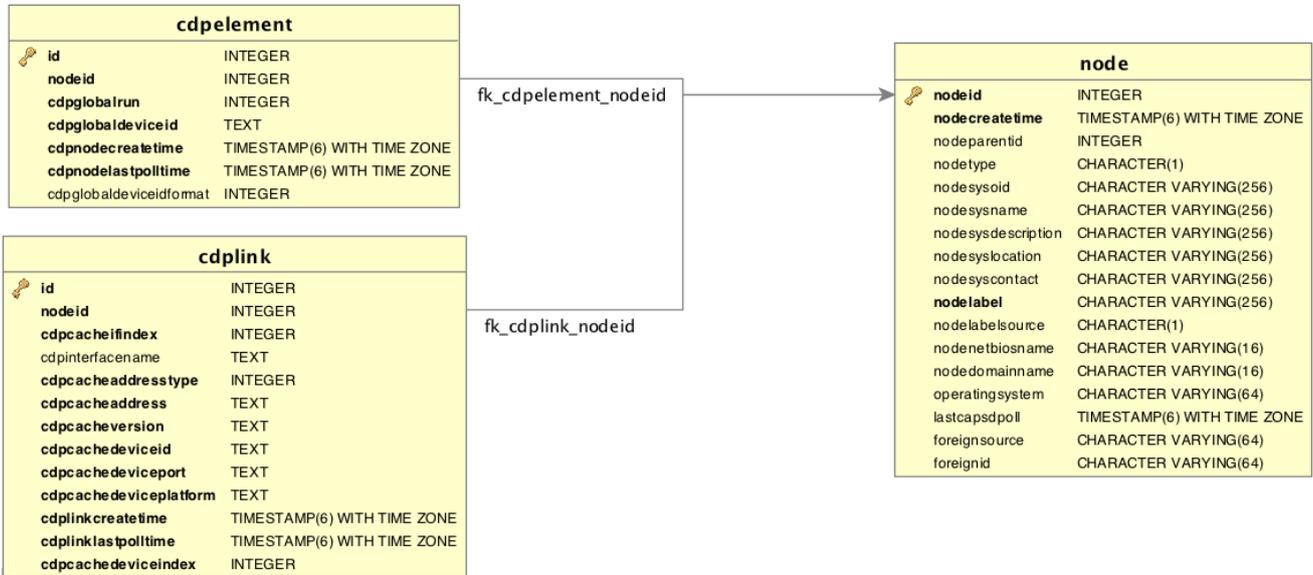 cdpelement
id INTEGER
nodeid INTEGER
cdpglobalrun INTEGER
cdpglobaldeviceid TEXT
cdpnodecreatetime TIMESTAMP(6) WITH TIME ZONE
cdpnodelastpolltime TIMESTAMP(6) WITH TIME ZONE
cdpglobaldeviceidformat INTEGER
fk_cdpelement_nodeid
cdplink
id INTEGER
nodeid INTEGER
cdpcacheifindex INTEGER
cdpinterfacename TEXT
cdpcacheaddresstype INTEGER
cdpcacheaddress TEXT
cdpcacheversion TEXT
cdpcachedeviceid TEXT
cdpcachedeviceport TEXT
cdpcachedeviceplatform TEXT
cdplinkcreatetime TIMESTAMP(6) WITH TIME ZONE
cdplinklastpolltime TIMESTAMP(6) WITH TIME ZONE
cdpcachedeviceindex INTEGER
fk_cdplink_nodeid
node
nodeid INTEGER
nodecreatetime TIMESTAMP(6) WITH TIME ZONE
nodeparentid INTEGER
nodetype CHARACTER(1)
nodesysoid CHARACTER VARYING(256)
nodesysname CHARACTER VARYING(256)
nodesysdescription CHARACTER VARYING(256)
nodesyslocation CHARACTER VARYING(256)
nodesyscontact CHARACTER VARYING(256)
nodelabel CHARACTER VARYING(256)
nodelabelsource CHARACTER(1)
nodenetbiosname CHARACTER VARYING(16)
nodedomainname CHARACTER VARYING(16)
operatingsystem CHARACTER VARYING(64)
lastcapsdpoll TIMESTAMP(6) WITH TIME ZONE
foreignsource CHARACTER VARYING(64)
foreignid CHARACTER VARYING(64)